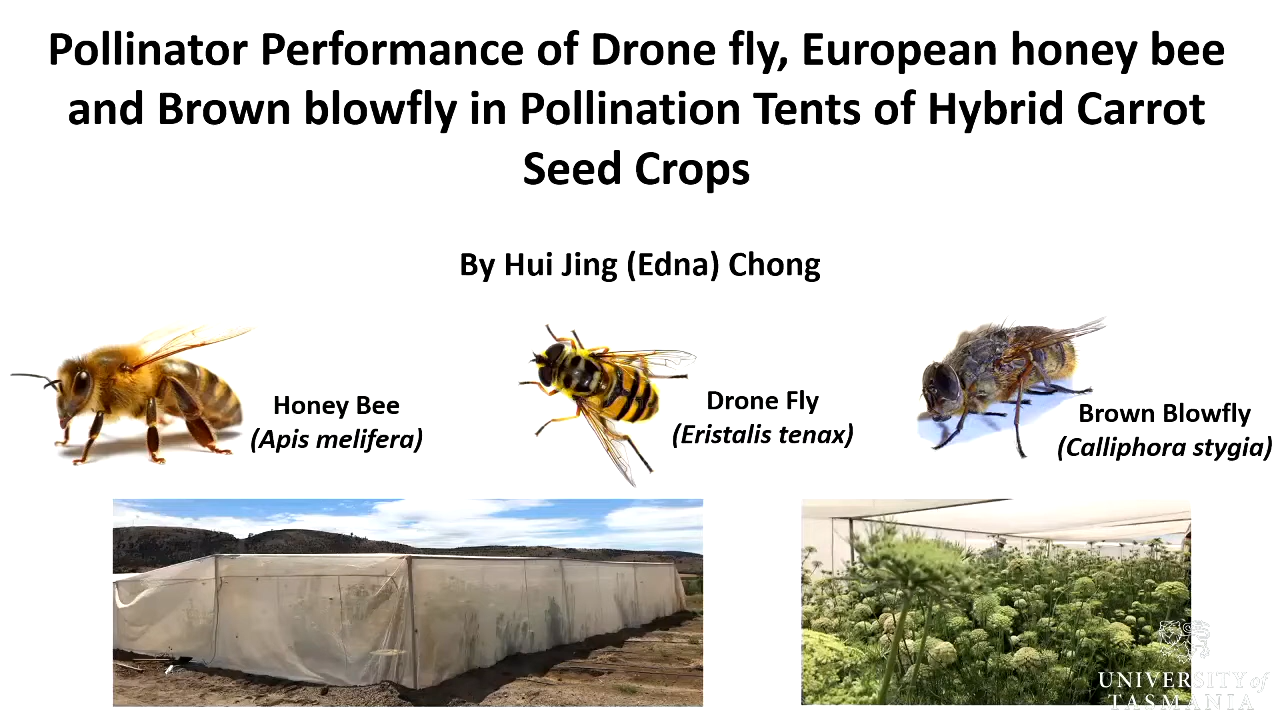 Pollinator Performance of Drone fly, European honey bee
and Brown blowfly in Pollination Tents of Hybrid Carrot
Seed Crops
By Hui Jing (Edna) Chong
Honey Bee
(Apis melifera)
Drone Fly
(Eristalis tenax)
Brown Blowfly
(Calliphora stygia)
UNIVERSITY of
TASMANIA